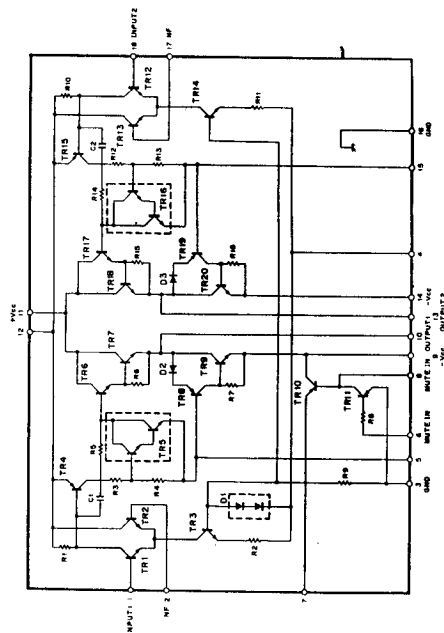 +Vcc
12
11
18 INPUT2
17 NF
R1
TR4
C1
R5
TR6
TR7
R6
TR17
TR18
R15
R14
C2
TR15
R10
TR12
TR13
R12
R13
TR16
TR1
TR2
R3
R4
TR5
D2
TR8
TR9
R7
D3
TR19
TR20
R16
TR14
R11
INPUT1 1
NF 2
TR3
R2
D1
R9
TR10
TR11
R8
7
3
GND
5
4
MUTE IN
8
MUTE IN
9
-Vcc
10
OUTPUT1
13
OUTPUT2
14
-Vcc
6
15
16
GND